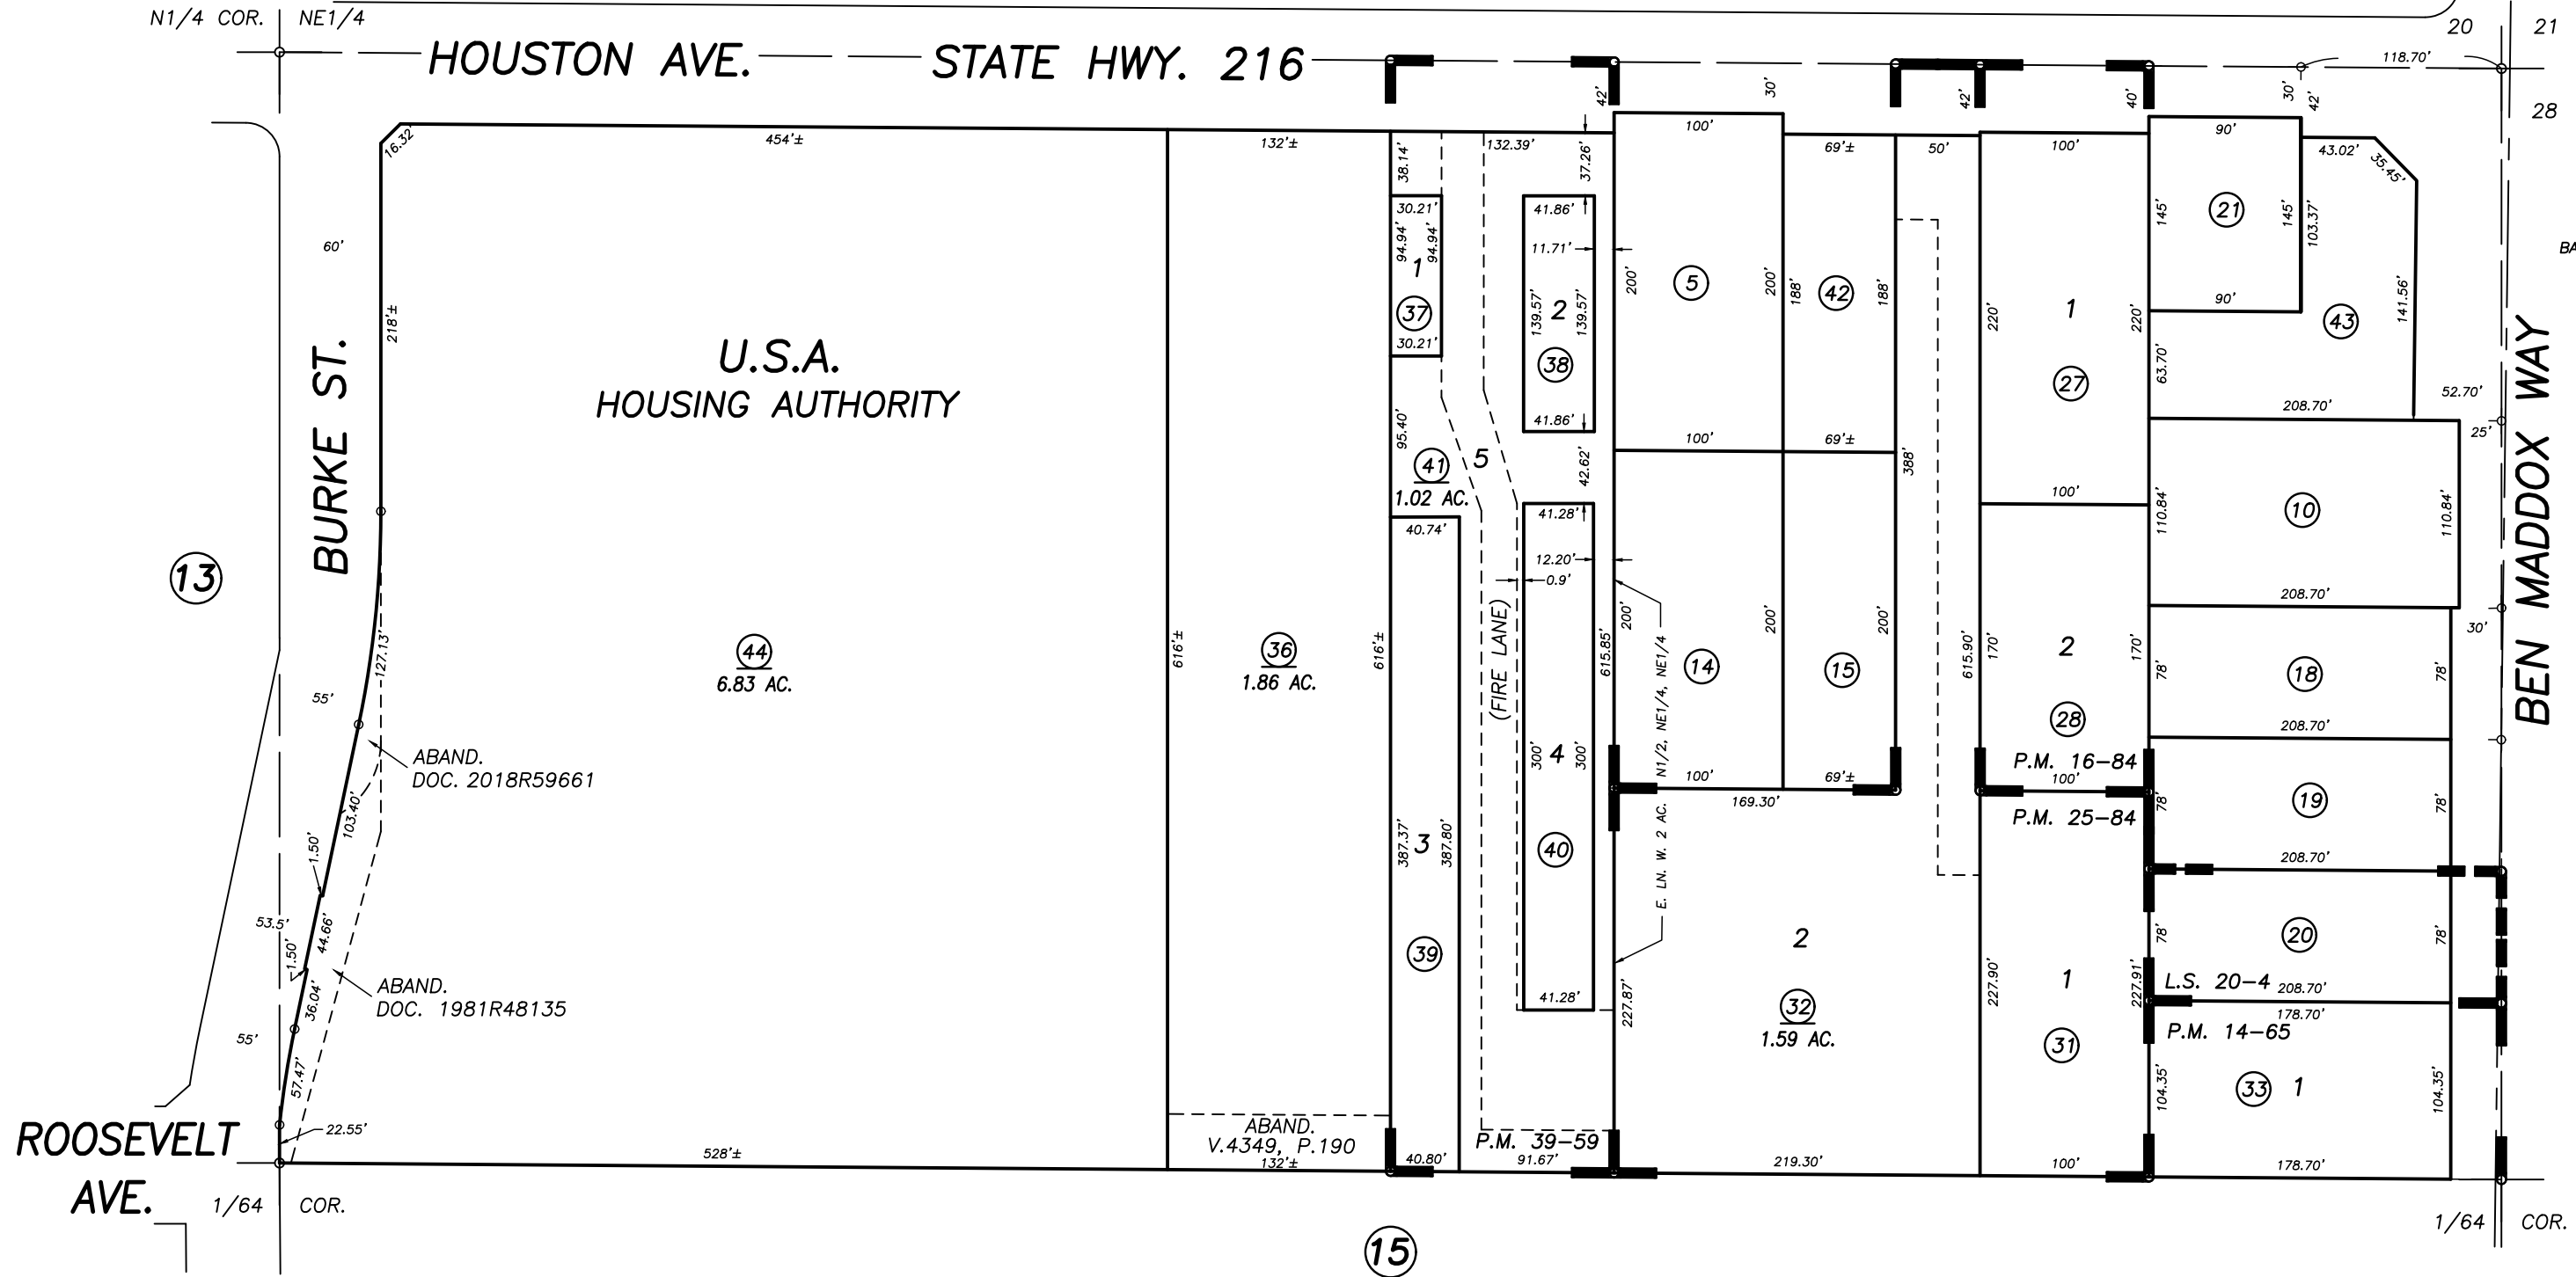 N1/4 COR. NE1/4
HOUSTON AVE. STATE HWY. 216
20 21
118.70'
28
42' 30' 42' 40' 30' 42'
16.32' 454'± 132'± 132.39' 100' 69'± 50' 100' 90' 43.02' 35.45'
38.14' 37.26'
60' 218'±
30.21' 94.94' 94.94' 1 37 30.21'
41.86' 11.71' 139.57' 139.57' 2 38 41.86'
200' 5 200' 188' 42 188'
220' 1 220' 27
145' 21 145' 103.37' 90' 43 141.56' 63.70'
BA
U.S.A.
HOUSING AUTHORITY
BURKE ST.
BEN MADDOX WAY
95.40' 41 5 1.02 AC. 42.62'
100' 69'± 388' 100'
208.70' 52.70' 25'
13
40.74' 41.28' 12.20' 0.9'
110.84' 10 110.84' 208.70'
127.13' 55'
44
6.83 AC.
616'±
36
1.86 AC.
616'±
(FIRE LANE)
615.85' 200' 14 200' 15 200' 615.90' 170' 2 170' 28
78' 18 78' 30' 208.70'
E. LN. W. 2 AC. N1/2, NE1/4, NE1/4
ABAND.
DOC. 2018R59661
103.40' 1.50'
P.M. 16-84
100' 69'± 100'
169.30'
P.M. 25-84
78' 19 78' 208.70'
387.37' 3 387.80' 39
300' 4 300' 40 41.28'
53.5' 44.66' 1.50'
ABAND.
DOC. 1981R48135
36.04' 55' 57.47'
227.87' 2
32
1.59 AC.
227.90' 1 227.91' 31
78' 20 78'
L.S. 20-4 208.70'
178.70'
P.M. 14-65
104.35' 33 1 104.35'
ROOSEVELT
AVE.
22.55'
528'±
ABAND.
V.4349, P.190
132'±
P.M. 39-59
40.80' 91.67' 219.30' 100' 178.70'
1/64 COR.
1/64 COR.
15